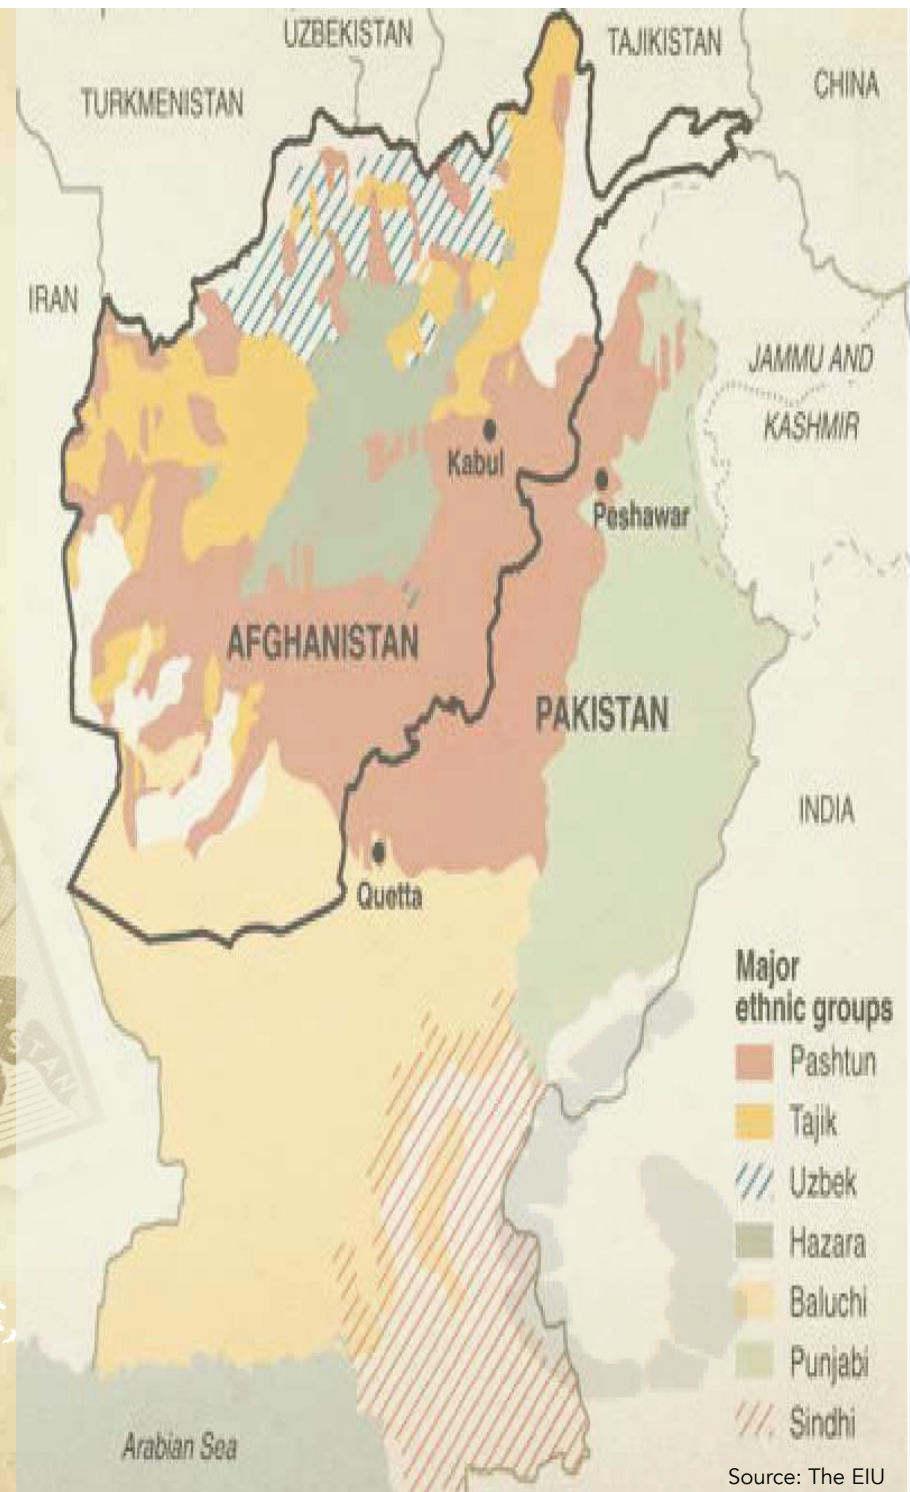 UZBEKISTAN
TAJIKISTAN
CHINA
TURKMENISTAN
IRAN
JAMMU AND
KASHMIR
Kabul
Peshawar
AFGHANISTAN
PAKISTAN
INDIA
Quetta
Major
ethnic groups
Pashtun
Tajik
Uzbek
Hazara
Baluchi
Punjabi
Sindhi
Arabian Sea
Source: The EIU
STAN